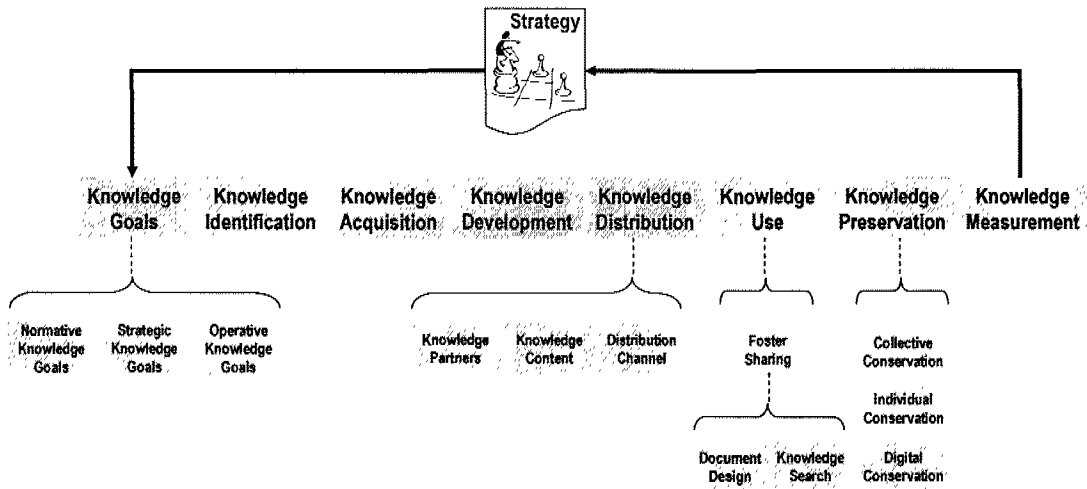 Strategy
Knowledge Goals
Knowledge Identification
Knowledge Acquisition
Knowledge Development
Knowledge Distribution
Knowledge Use
Knowledge Preservation
Knowledge Measurement
Normative Knowledge Goals
Strategic Knowledge Goals
Operative Knowledge Goals
Knowledge Partners
Knowledge Content
Distribution Channel
Foster Sharing
Document Design
Knowledge Search
Collective Conservation
Individual Conservation
Digital Conservation